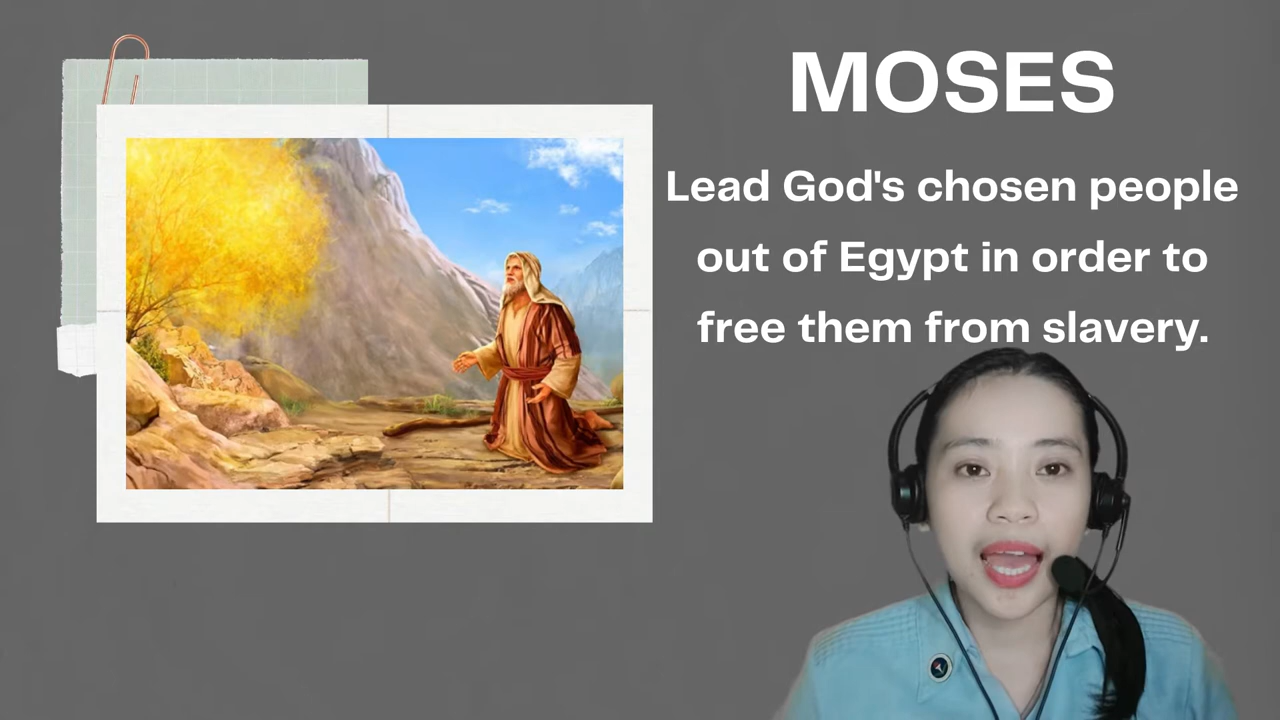 MOSES
Lead God's chosen people
out of Egypt in order to
free them from slavery.